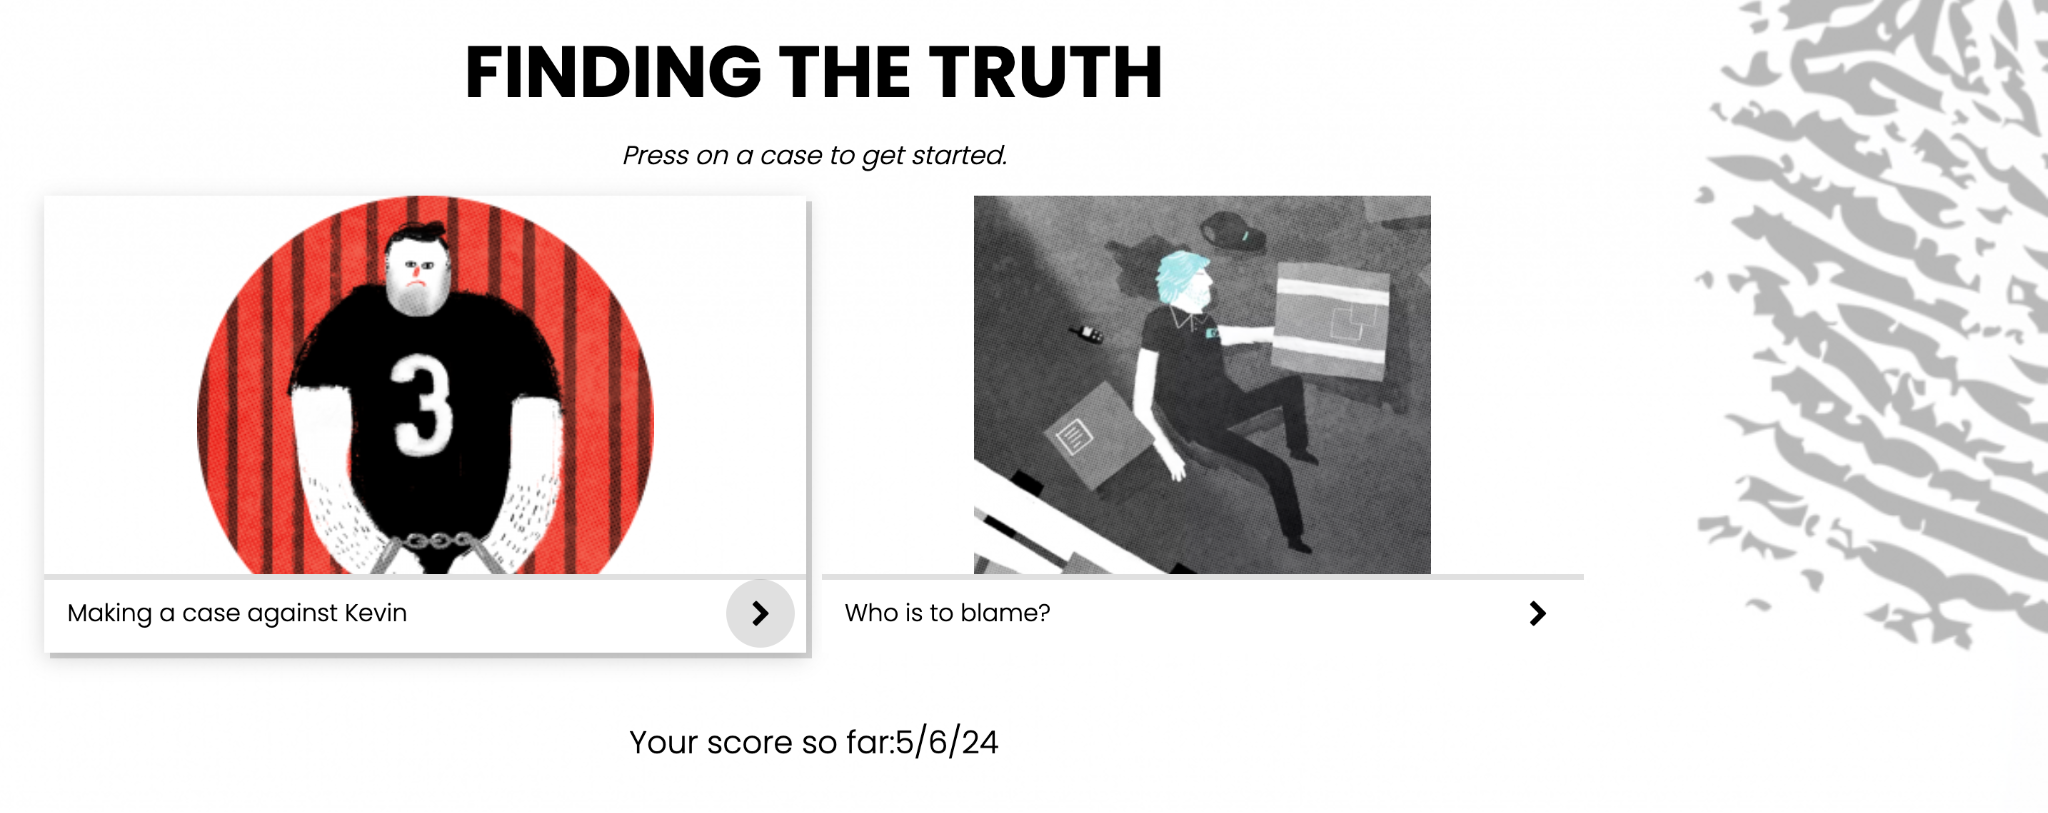 FINDING THE TRUTH
Press on a case to get started.
3
Making a case against Kevin
Who is to blame?
Your score so far:5/6/24